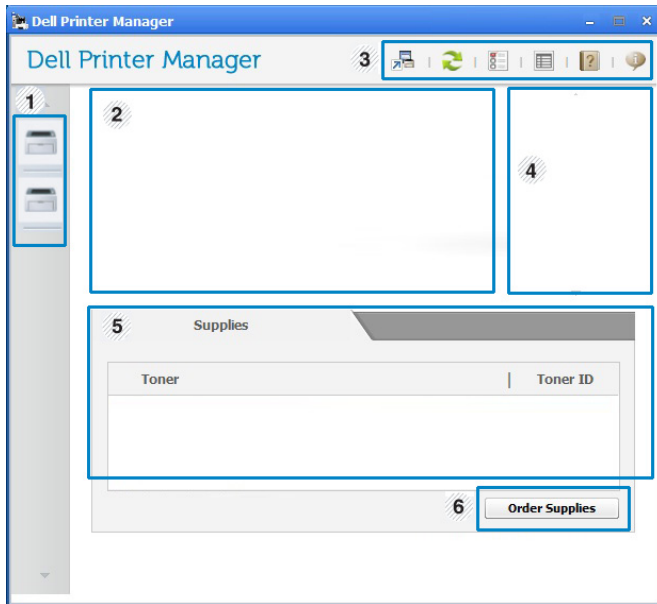 Dell Printer Manager
Dell Printer Manager
3
1
2
4
5 Supplies
Toner | Toner ID
6 Order Supplies